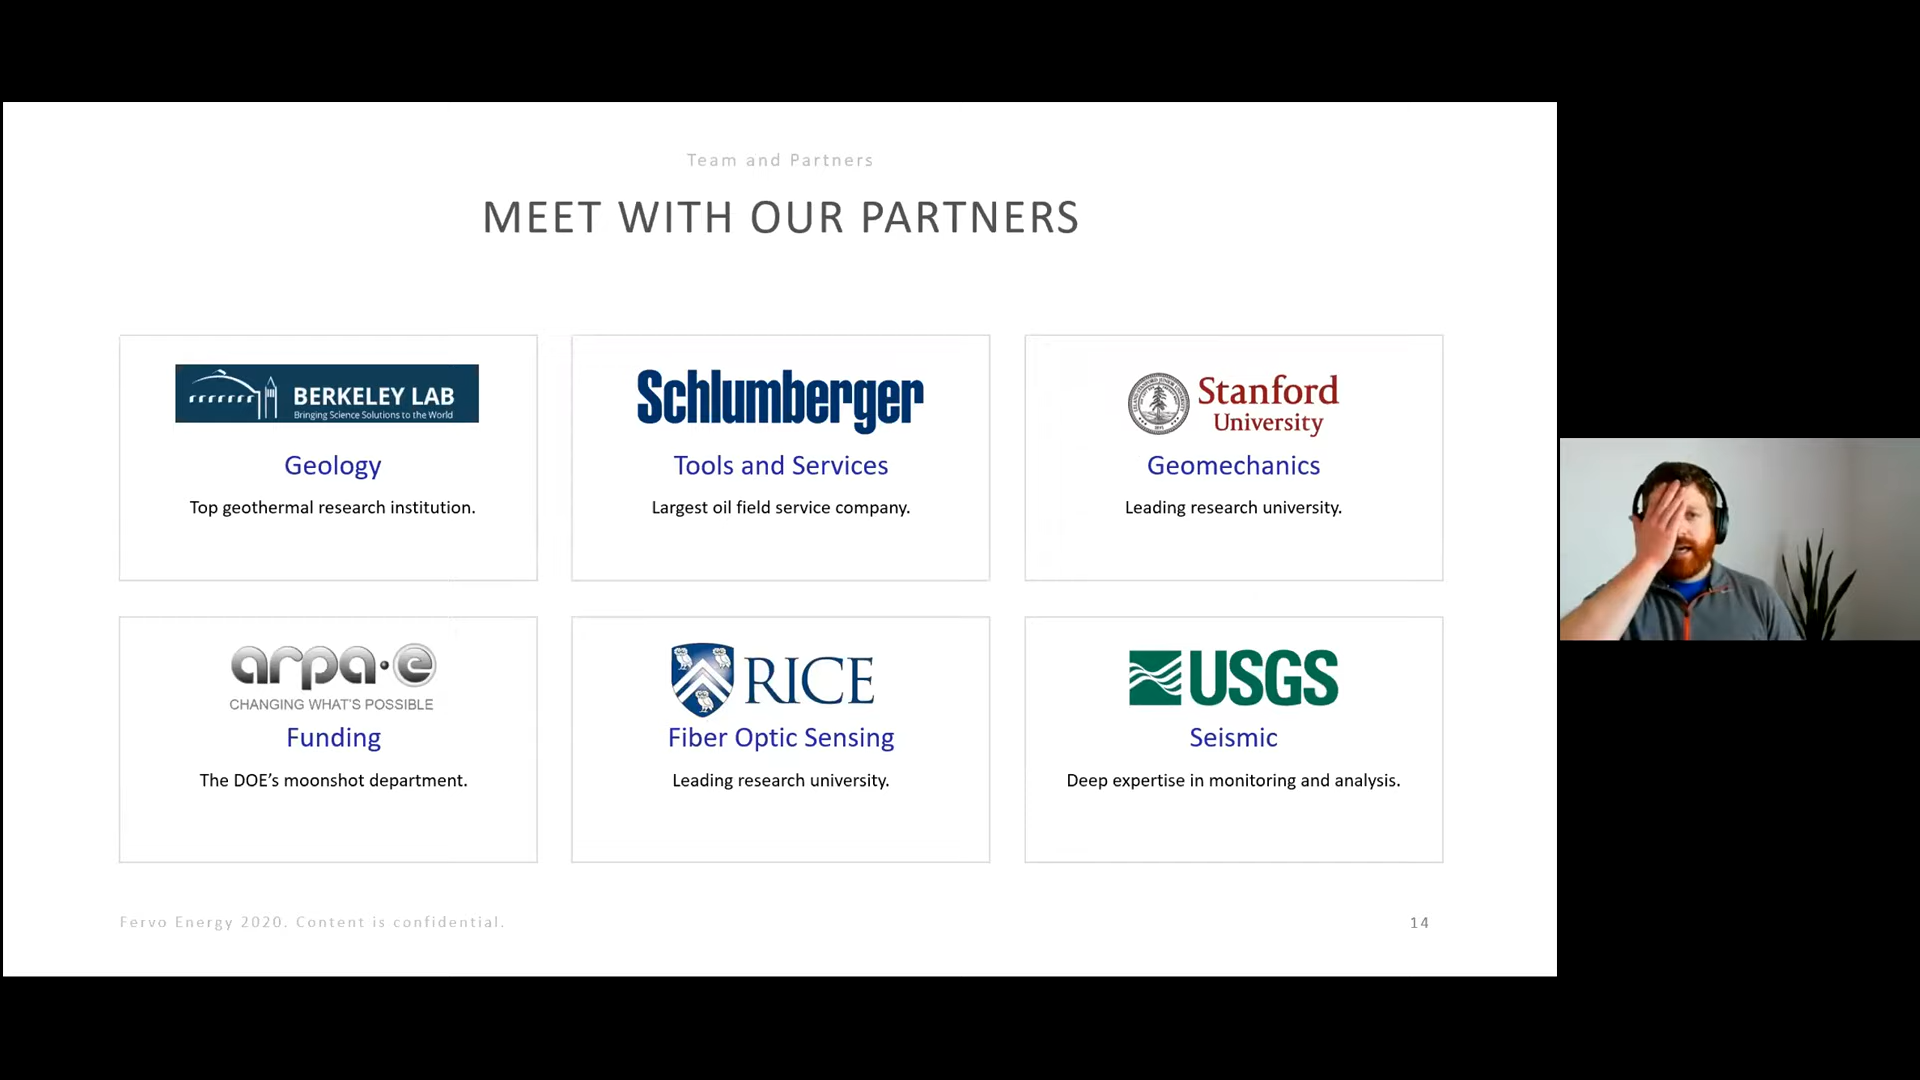 Team and Partners
MEET WITH OUR PARTNERS
BERKELEY LAB
Bringing Science Solutions to the World
Geology
Top geothermal research institution.
Schlumberger
Tools and Services
Largest oil field service company.
Stanford
University
Geomechanics
Leading research university.
arpa·e
CHANGING WHAT'S POSSIBLE
Funding
The DOE’s moonshot department.
RICE
Fiber Optic Sensing
Leading research university.
USGS
Seismic
Deep expertise in monitoring and analysis.
Fervo Energy 2020. Content is confidential.
14